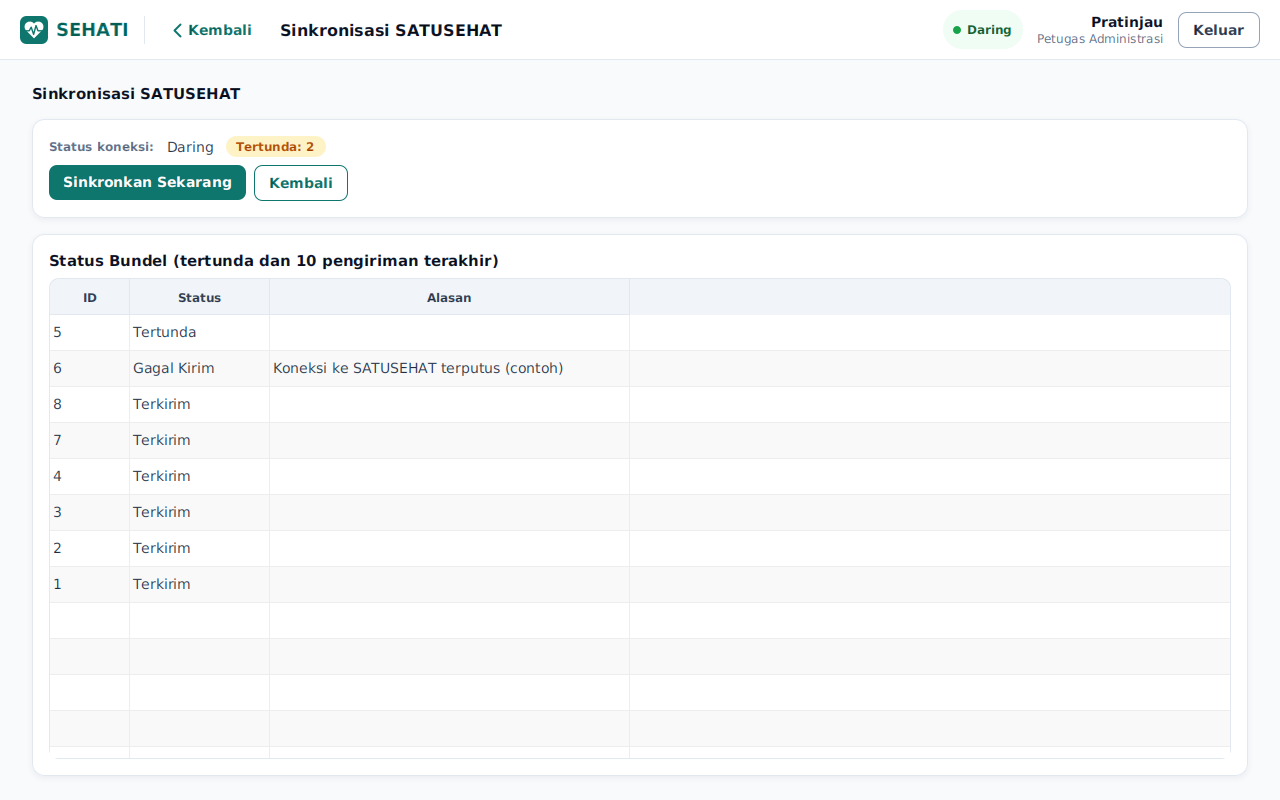 SEHATI
Kembali
Sinkronisasi SATUSEHAT
Daring
Pratinjau
Petugas Administrasi
Keluar
Sinkronisasi SATUSEHAT
Status koneksi: Daring Tertunda: 2
Sinkronkan Sekarang Kembali
Status Bundel (tertunda dan 10 pengiriman terakhir)
ID Status Alasan
5 Tertunda
6 Gagal Kirim Koneksi ke SATUSEHAT terputus (contoh)
8 Terkirim
7 Terkirim
4 Terkirim
3 Terkirim
2 Terkirim
1 Terkirim